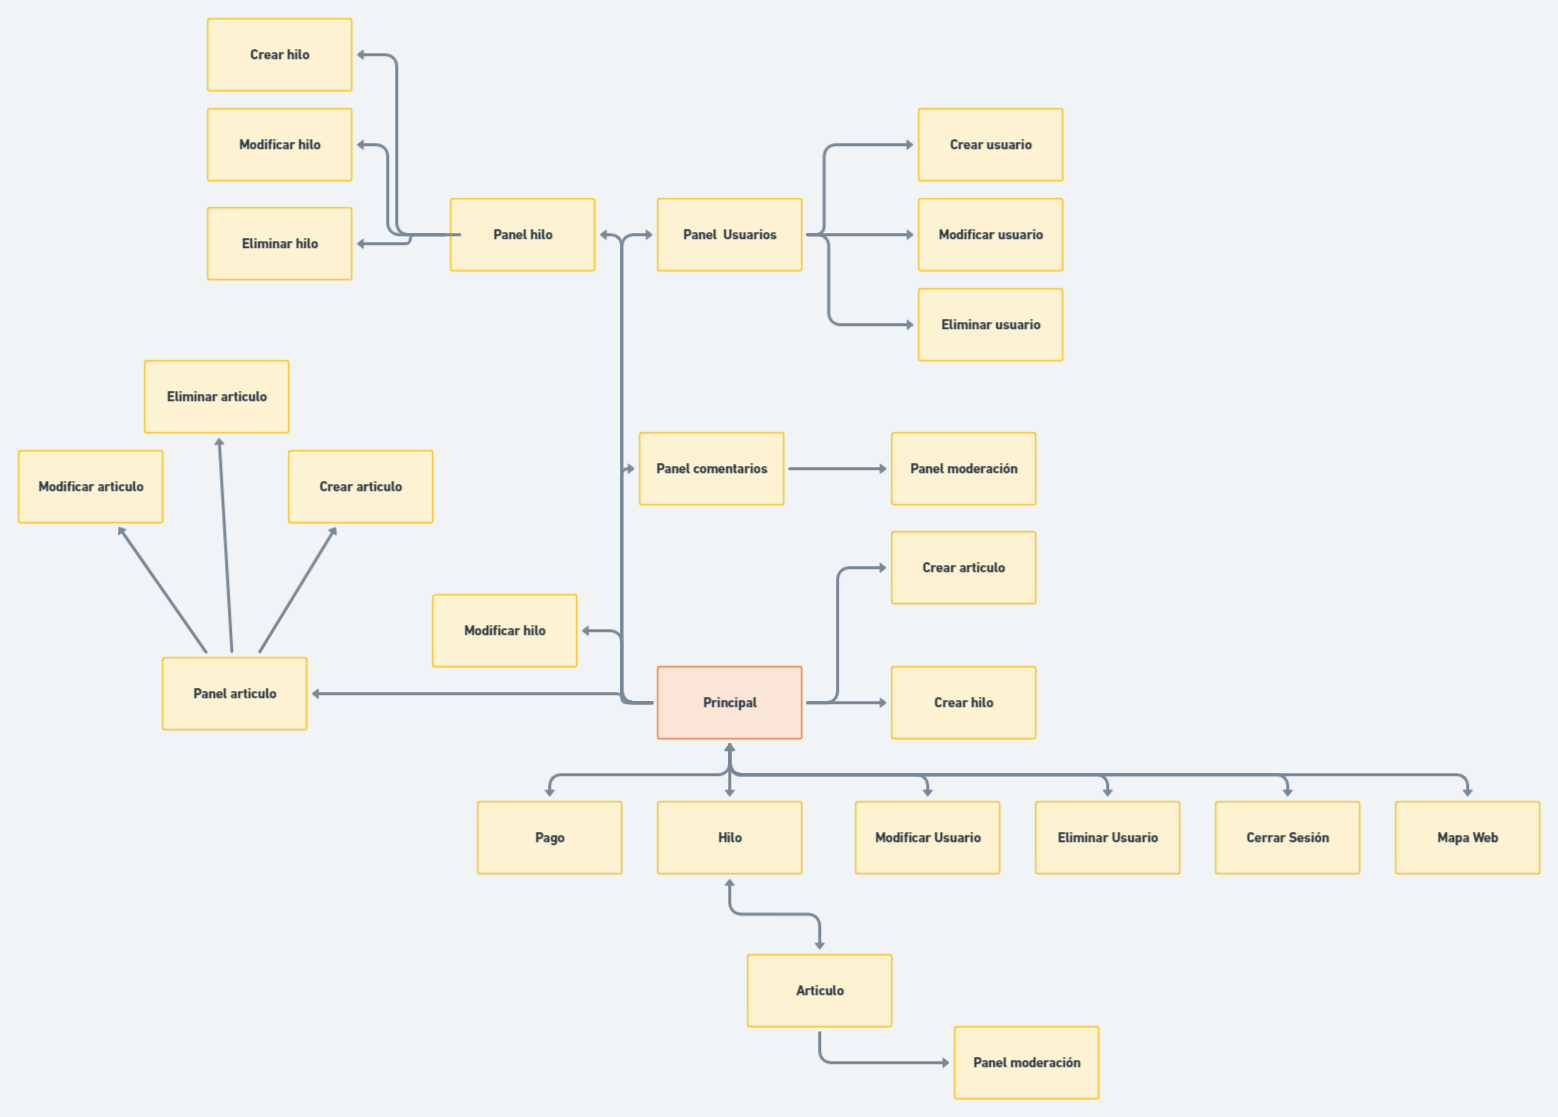 Crear hilo
Modificar hilo
Crear usuario
Panel hilo
Panel  Usuarios
Modificar usuario
Eliminar hilo
Eliminar usuario
Eliminar articulo
Panel comentarios
Panel moderación
Modificar articulo
Crear articulo
Crear articulo
Modificar hilo
Panel articulo
Principal
Crear hilo
Pago
Hilo
Modificar Usuario
Eliminar Usuario
Cerrar Sesión
Mapa Web
Articulo
Panel moderación